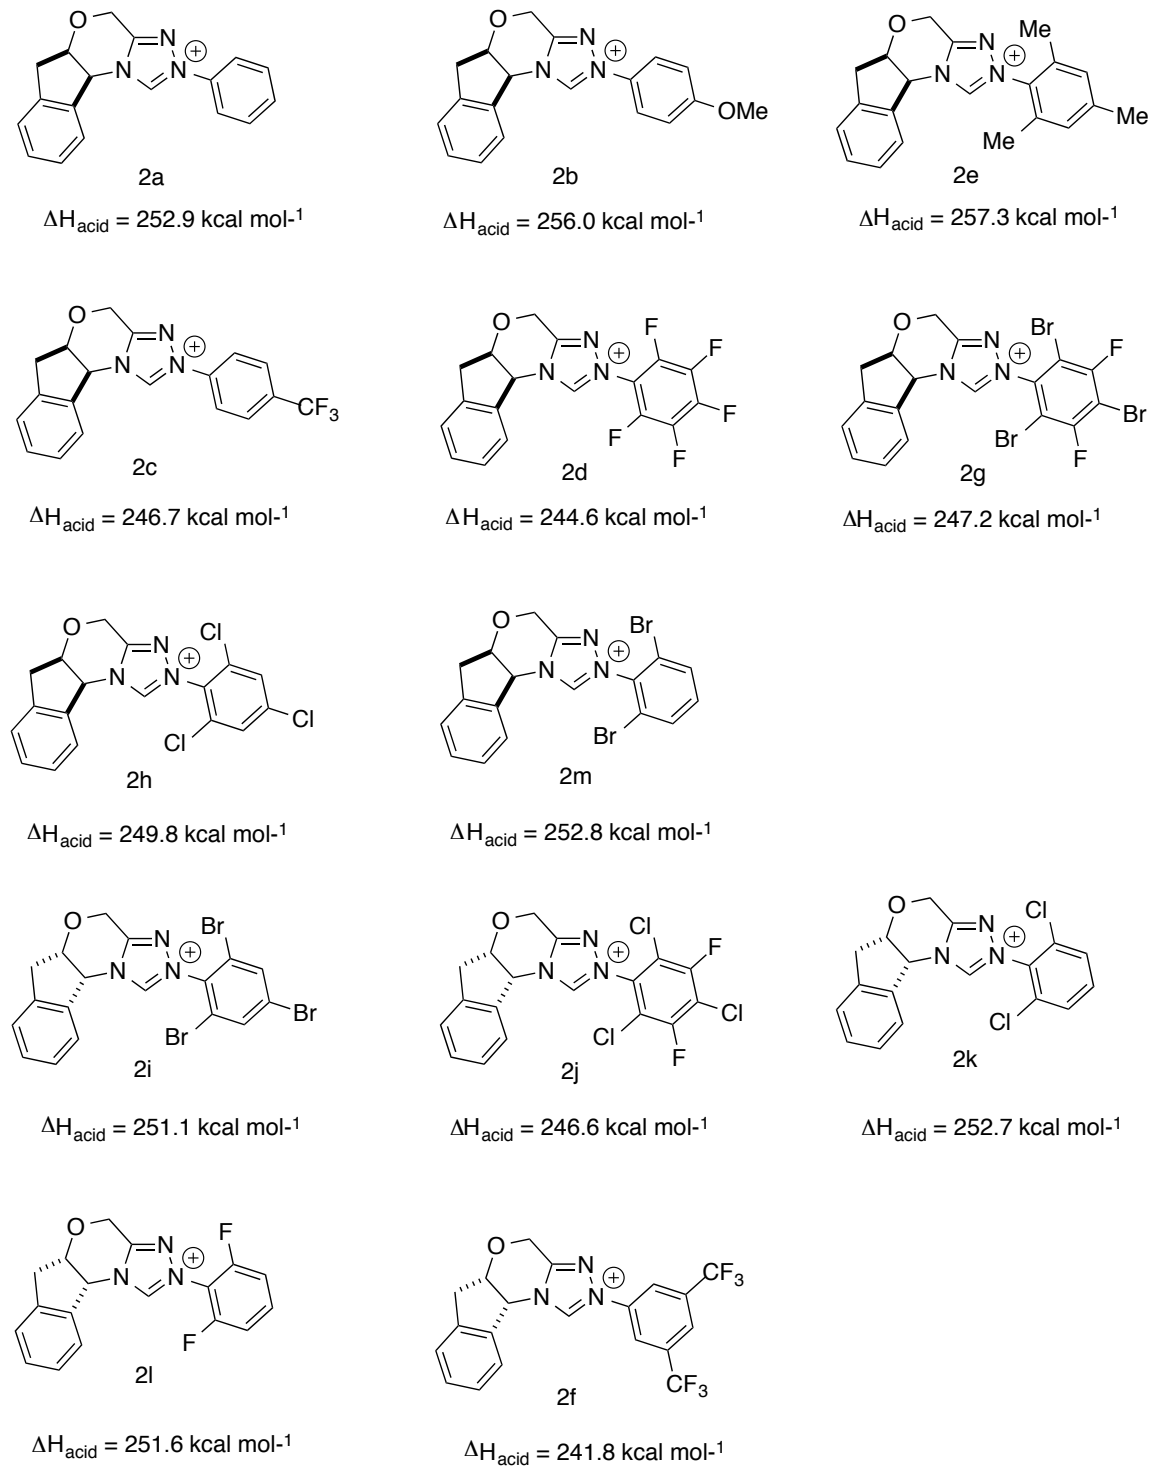 O N N N + 2a
ΔHacid = 252.9 kcal mol-1
O N N N + OMe 2b
ΔHacid = 256.0 kcal mol-1
O N N N + Me Me Me 2e
ΔHacid = 257.3 kcal mol-1
O N N N + CF3 2c
ΔHacid = 246.7 kcal mol-1
O N N N + F F F F F 2d
ΔHacid = 244.6 kcal mol-1
O N N N + Br F Br Br F 2g
ΔHacid = 247.2 kcal mol-1
O N N N + Cl Cl Cl 2h
ΔHacid = 249.8 kcal mol-1
O N N N + Br Br 2m
ΔHacid = 252.8 kcal mol-1
O N N N + Br Br Br 2i
ΔHacid = 251.1 kcal mol-1
O N N N + Cl F Cl Cl F 2j
ΔHacid = 246.6 kcal mol-1
O N N N + Cl Cl 2k
ΔHacid = 252.7 kcal mol-1
O N N N + F F 2l
ΔHacid = 251.6 kcal mol-1
O N N N + CF3 CF3 2f
ΔHacid = 241.8 kcal mol-1